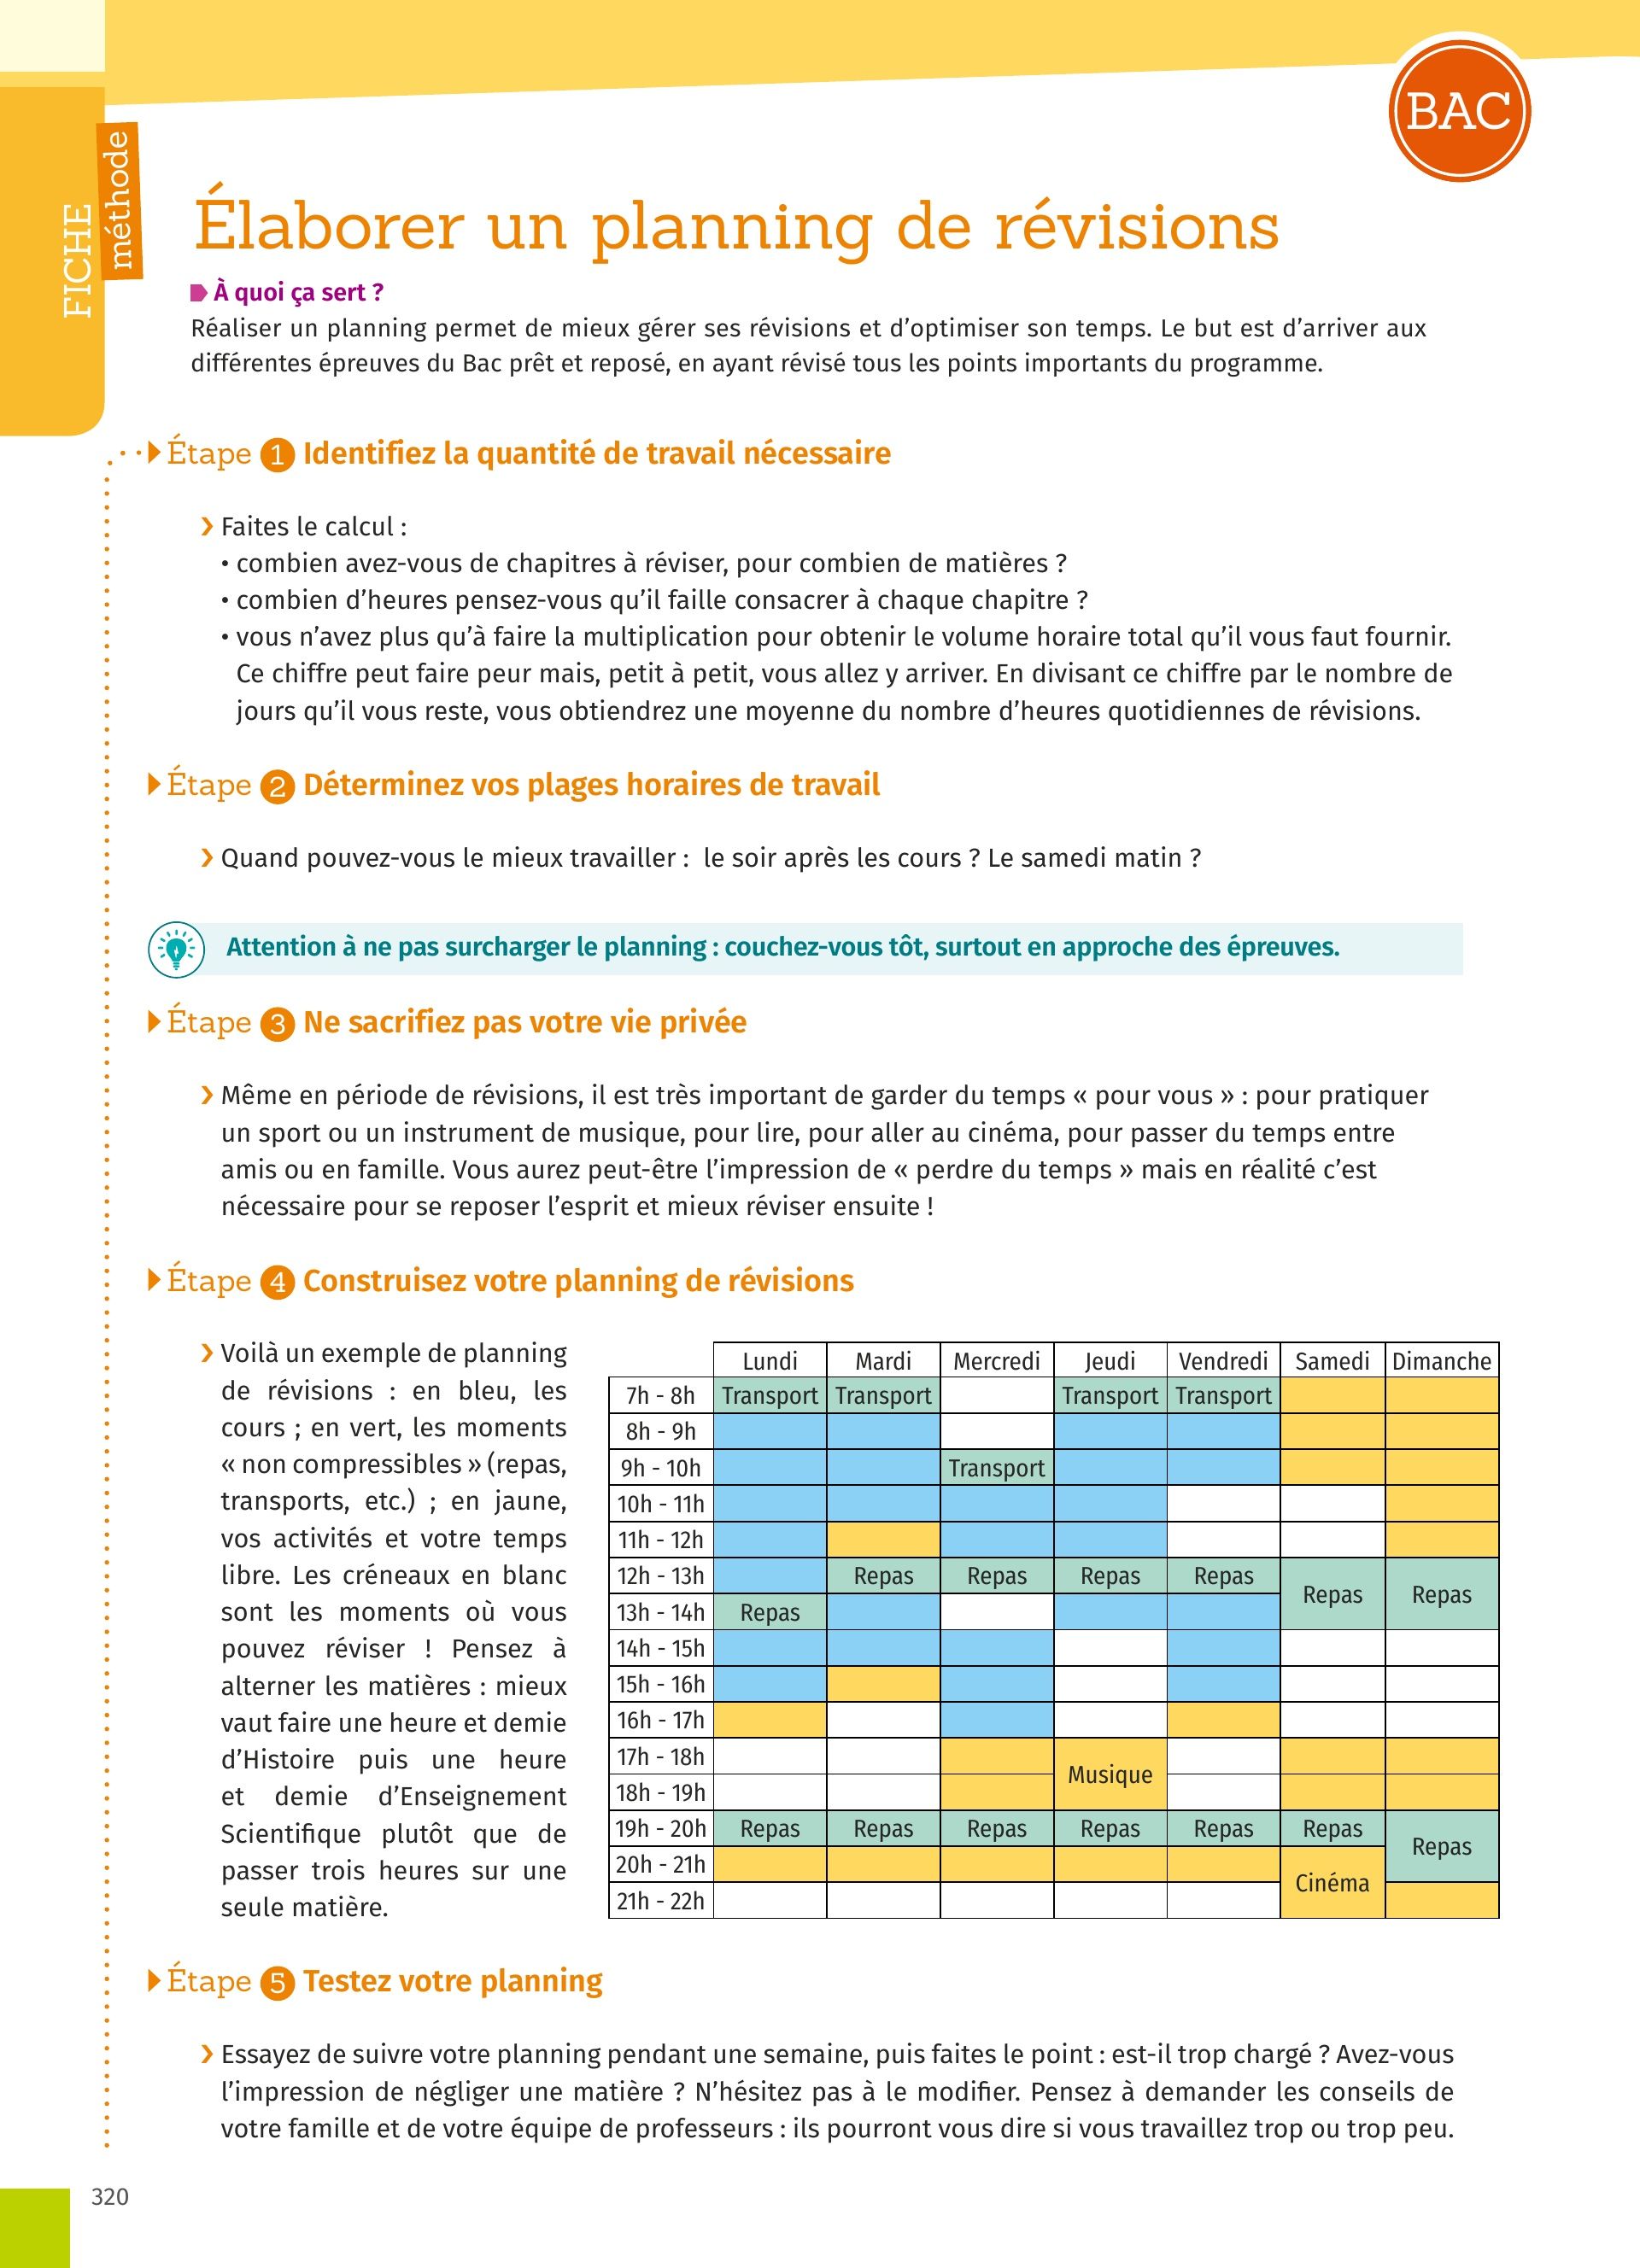 BAC
FICHE
méthode
Élaborer un planning de révisions
À quoi ça sert ?
Réaliser un planning permet de mieux gérer ses révisions et d’optimiser son temps. Le but est d’arriver aux
différentes épreuves du Bac prêt et reposé, en ayant révisé tous les points importants du programme.
Étape 1 Identifiez la quantité de travail nécessaire
› Faites le calcul :
• combien avez-vous de chapitres à réviser, pour combien de matières ?
• combien d’heures pensez-vous qu’il faille consacrer à chaque chapitre ?
• vous n’avez plus qu’à faire la multiplication pour obtenir le volume horaire total qu’il vous faut fournir.
Ce chiffre peut faire peur mais, petit à petit, vous allez y arriver. En divisant ce chiffre par le nombre de
jours qu’il vous reste, vous obtiendrez une moyenne du nombre d’heures quotidiennes de révisions.
Étape 2 Déterminez vos plages horaires de travail
› Quand pouvez-vous le mieux travailler : le soir après les cours ? Le samedi matin ?
Attention à ne pas surcharger le planning : couchez-vous tôt, surtout en approche des épreuves.
Étape 3 Ne sacrifiez pas votre vie privée
› Même en période de révisions, il est très important de garder du temps « pour vous » : pour pratiquer
un sport ou un instrument de musique, pour lire, pour aller au cinéma, pour passer du temps entre
amis ou en famille. Vous aurez peut-être l’impression de « perdre du temps » mais en réalité c’est
nécessaire pour se reposer l’esprit et mieux réviser ensuite !
Étape 4 Construisez votre planning de révisions
› Voilà un exemple de planning
de révisions : en bleu, les
cours ; en vert, les moments
« non compressibles » (repas,
transports, etc.) ; en jaune,
vos activités et votre temps
libre. Les créneaux en blanc
sont les moments où vous
pouvez réviser ! Pensez à
alterner les matières : mieux
vaut faire une heure et demie
d’Histoire puis une heure
et demie d’Enseignement
Scientifique plutôt que de
passer trois heures sur une
seule matière.
Lundi Mardi Mercredi Jeudi Vendredi Samedi Dimanche
7h - 8h Transport Transport Transport Transport
8h - 9h
9h - 10h Transport
10h - 11h
11h - 12h
12h - 13h Repas Repas Repas Repas
Repas Repas
13h - 14h Repas
14h - 15h
15h - 16h
16h - 17h
17h - 18h
Musique
18h - 19h
19h - 20h Repas Repas Repas Repas Repas Repas
Repas
20h - 21h
Cinéma
21h - 22h
Étape 5 Testez votre planning
› Essayez de suivre votre planning pendant une semaine, puis faites le point : est-il trop chargé ? Avez-vous
l’impression de négliger une matière ? N’hésitez pas à le modifier. Pensez à demander les conseils de
votre famille et de votre équipe de professeurs : ils pourront vous dire si vous travaillez trop ou trop peu.
320